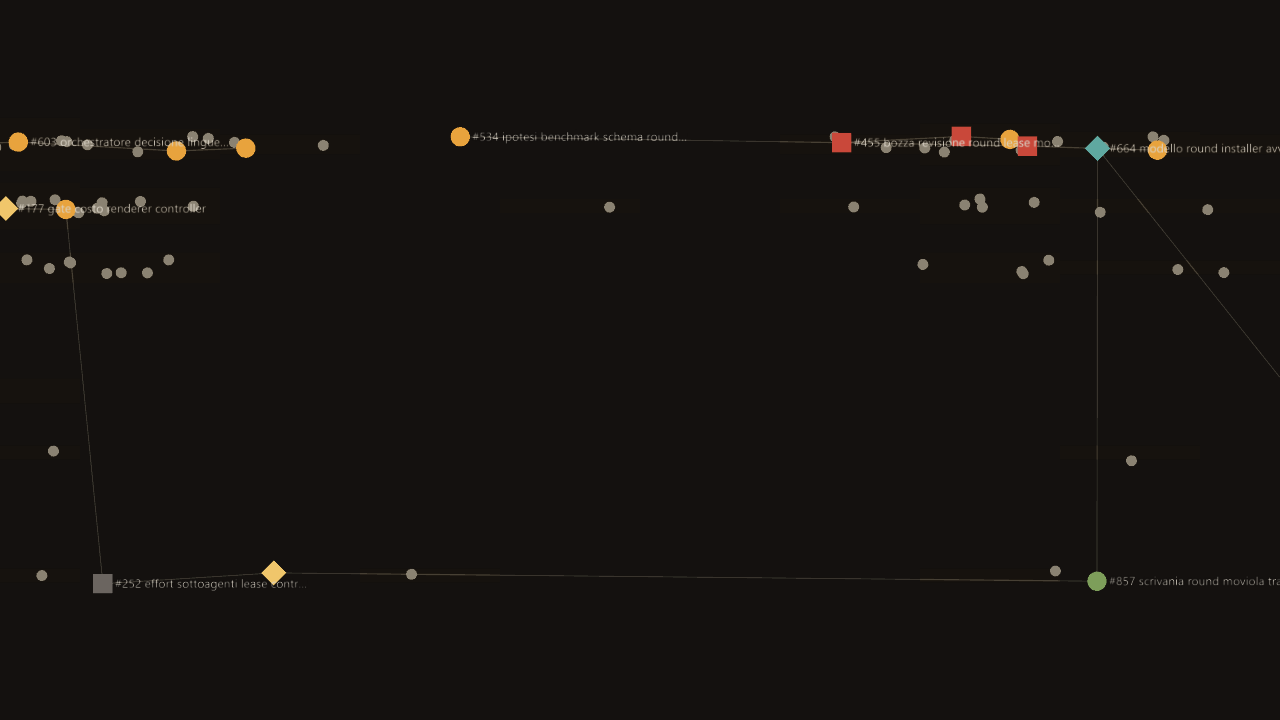 #603 orchestratore decisione lingue...
#534 ipotesi benchmark schema round...
#455 bozza revisione round lease mo...
#664 modello round installer avv
#177 gate costo renderer controller
#252 effort sottoagenti lease contr...
#857 scrivania round moviola tra